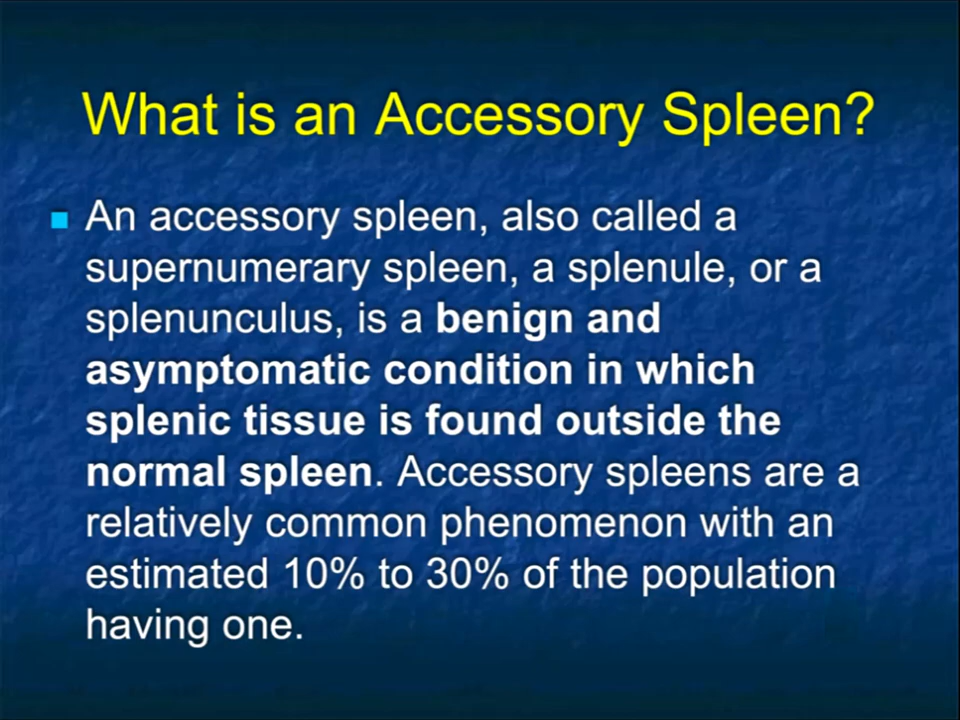 What is an Accessory Spleen?
An accessory spleen, also called a
supernumerary spleen, a splenule, or a
splenunculus, is a benign and
asymptomatic condition in which
splenic tissue is found outside the
normal spleen. Accessory spleens are a
relatively common phenomenon with an
estimated 10% to 30% of the population
having one.